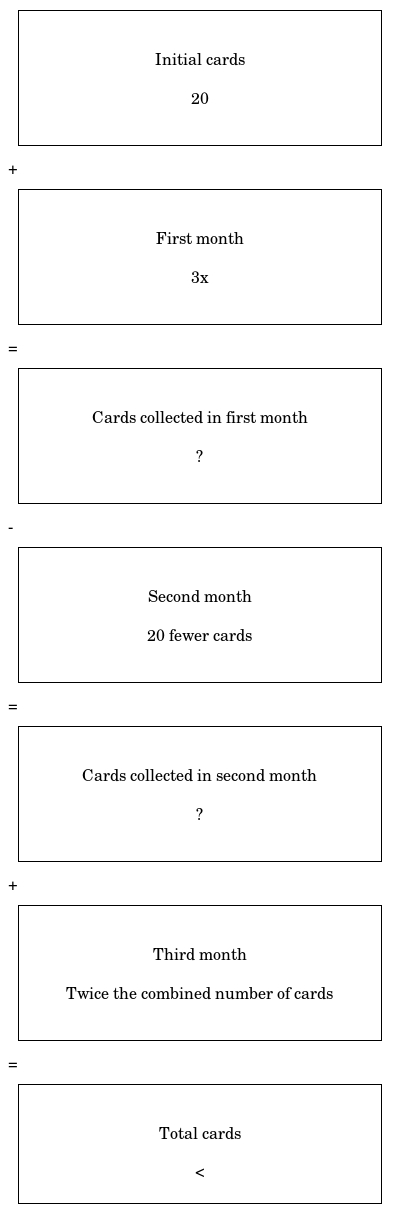 Initial cards
20
+
First month
3x
=
Cards collected in first month
?
-
Second month
20 fewer cards
=
Cards collected in second month
?
+
Third month
Twice the combined number of cards
=
Total cards
<